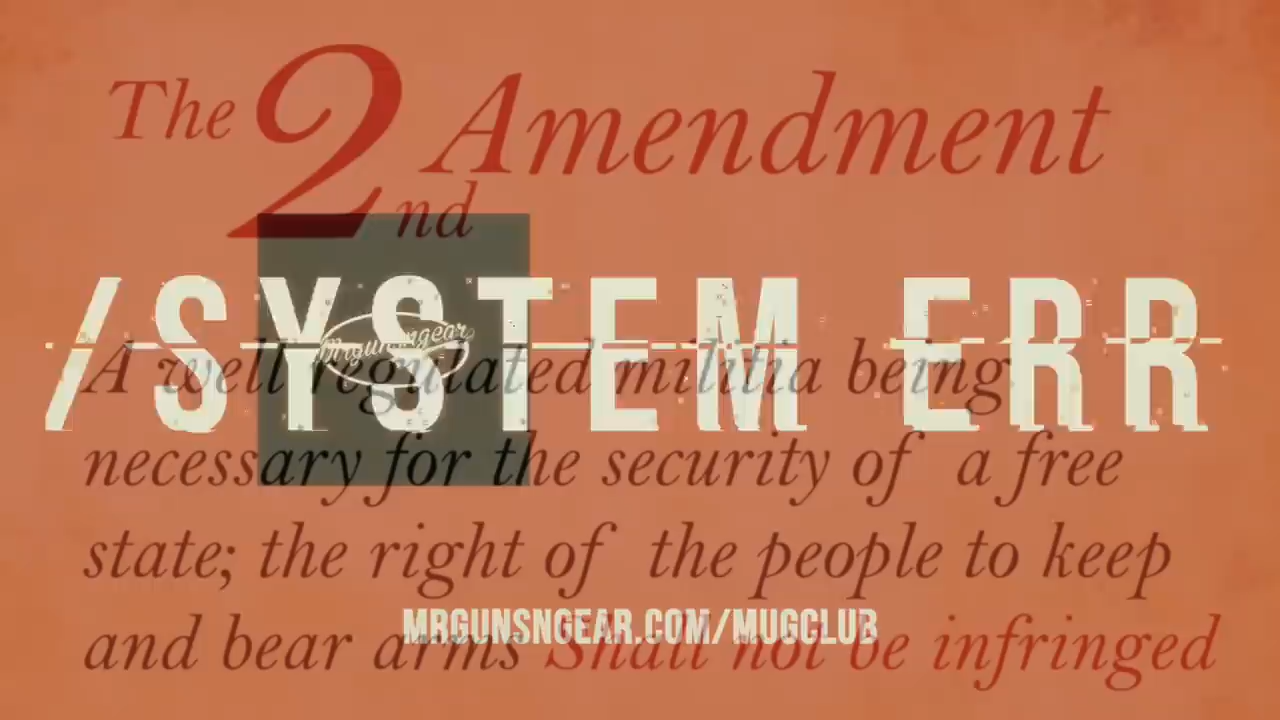 The 2nd Amendment
/SYSTEM ERR
Mrgunsngear
A well regulated militia being
necessary for the security of a free
state; the right of the people to keep
MRGUNSNGEAR.COM/MUGCLUB
and bear arms Shall not be infringed